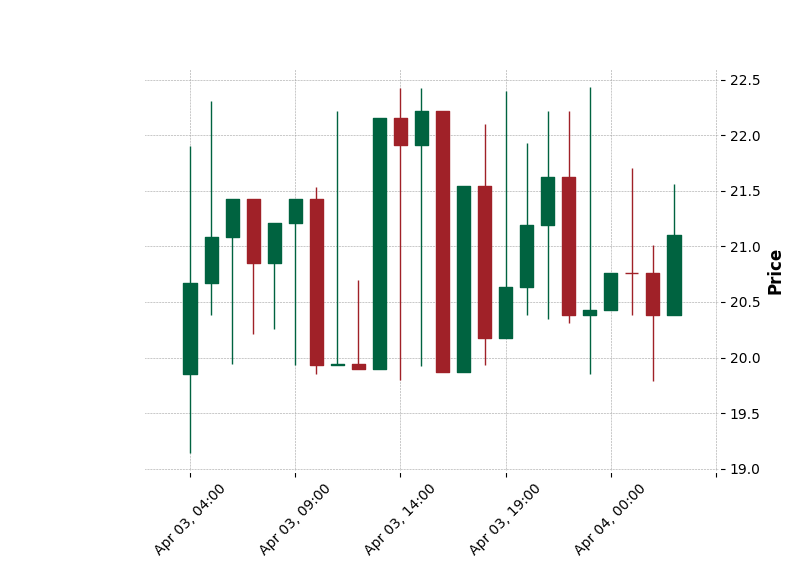 22.5
22.0
21.5
21.0
20.5
20.0
19.5
19.0
Price
Apr 03, 04:00
Apr 03, 09:00
Apr 03, 14:00
Apr 03, 19:00
Apr 04, 00:00